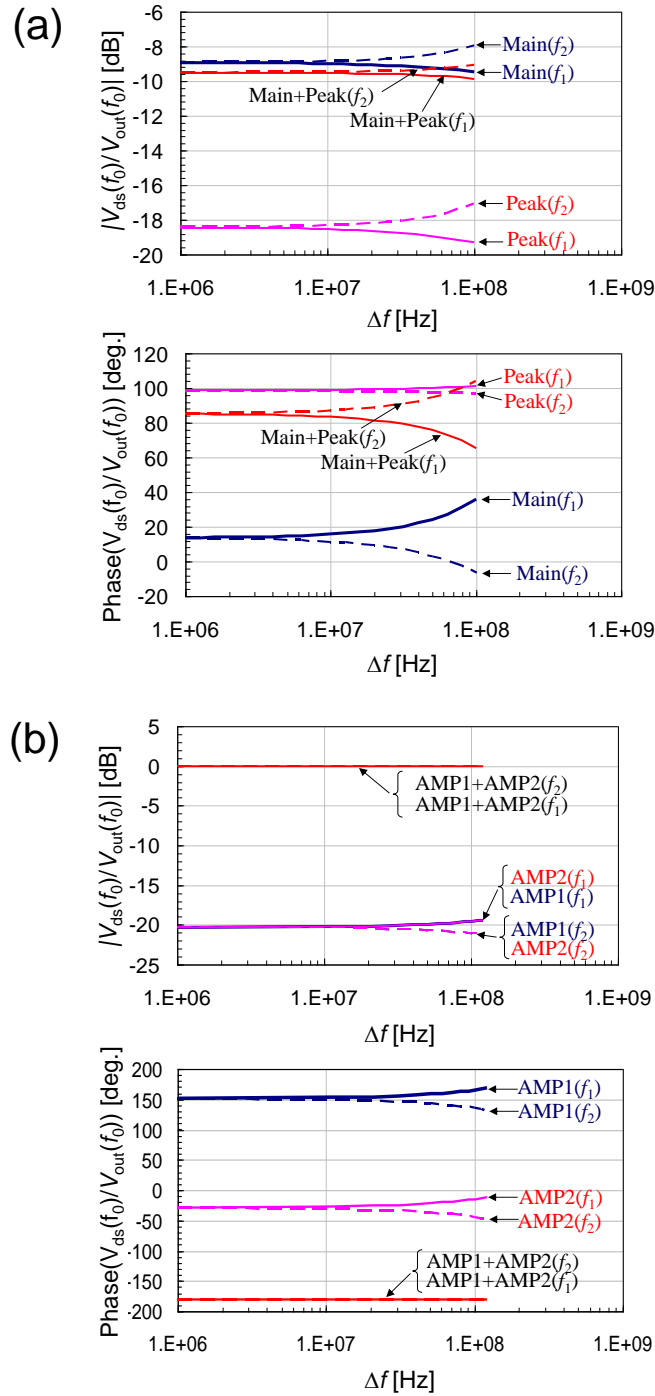 (a)
|Vds(f0)/Vout(f0)| [dB]
-6
-8
-10
-12
-14
-16
-18
-20
Main(f2)
Main(f1)
Main+Peak(f2)
Main+Peak(f1)
Peak(f2)
Peak(f1)
1.E+06 1.E+07 1.E+08 1.E+09
Δf [Hz]
Phase(Vds(f0)/Vout(f0)) [deg.]
120
100
80
60
40
20
0
-20
Peak(f1)
Peak(f2)
Main+Peak(f2)
Main+Peak(f1)
Main(f1)
Main(f2)
1.E+06 1.E+07 1.E+08 1.E+09
Δf [Hz]
(b)
|Vds(f0)/Vout(f0)| [dB]
5
0
-5
-10
-15
-20
-25
AMP1+AMP2(f2)
AMP1+AMP2(f1)
AMP2(f1)
AMP1(f1)
AMP1(f2)
AMP2(f2)
1.E+06 1.E+07 1.E+08 1.E+09
Δf [Hz]
Phase(Vds(f0)/Vout(f0)) [deg.]
200
150
100
50
0
-50
-100
-150
-200
AMP1(f1)
AMP1(f2)
AMP2(f1)
AMP2(f2)
AMP1+AMP2(f2)
AMP1+AMP2(f1)
1.E+06 1.E+07 1.E+08 1.E+09
Δf [Hz]